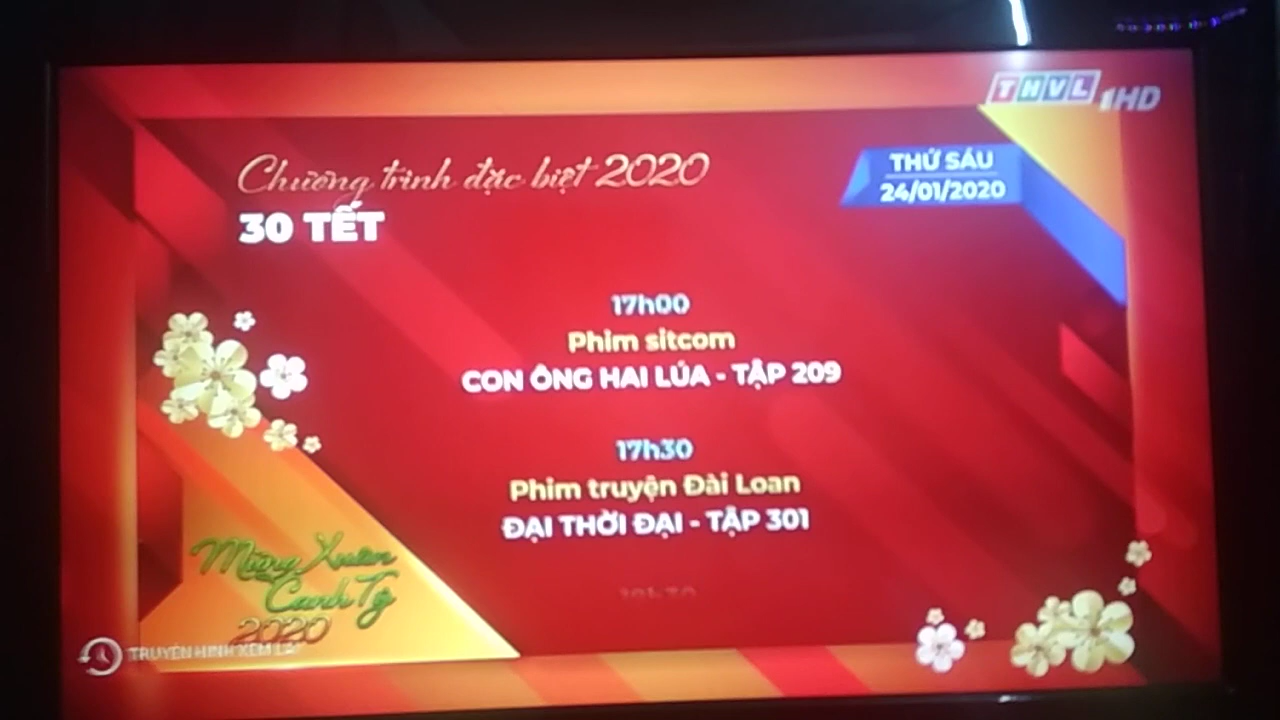 THVL 1HD
Chương trình đặc biệt 2020
30 TẾT
THỨ SÁU
24/01/2020
17h00
Phim sitcom
CON ÔNG HAI LÚA - TẬP 209
17h30
Phim truyện Đài Loan
ĐẠI THỜI ĐẠI - TẬP 301
Mừng Xuân
Canh Tý
2020
TRUYỀN HÌNH XEM LẠI